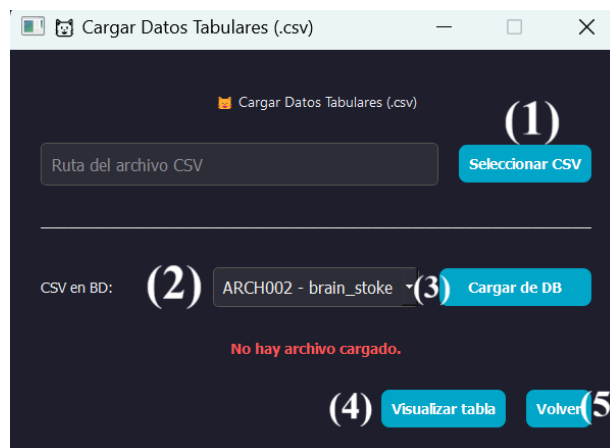 Cargar Datos Tabulares (.csv)
Cargar Datos Tabulares (.csv)
(1)
Ruta del archivo CSV
Seleccionar CSV
CSV en BD:
(2)
ARCH002 - brain_stoke
(3)
Cargar de DB
No hay archivo cargado.
(4)
Visualizar tabla
Volver
(5